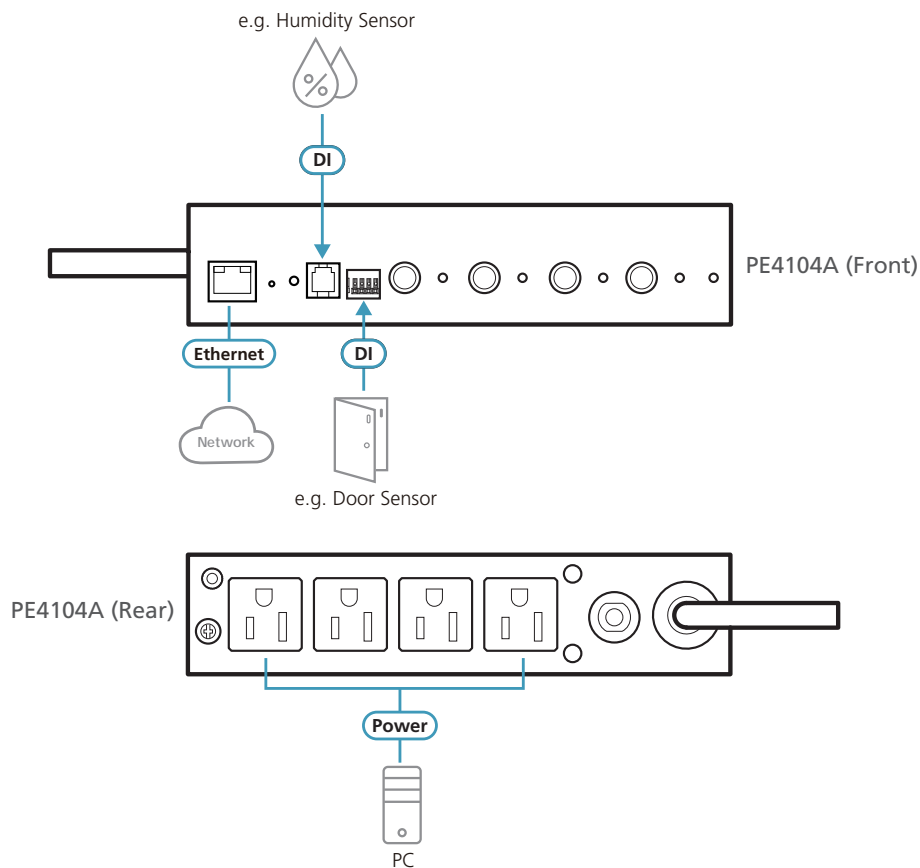 e.g. Humidity Sensor
%
DI
PE4104A (Front)
Ethernet
DI
Network
e.g. Door Sensor
PE4104A (Rear)
Power
PC